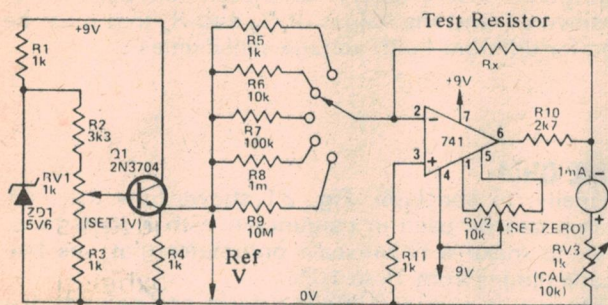 Test Resistor
R1
1k
+9V
R5
1k
Rx
R6
10k
+9V
R2
3k3
R7
100k
2
7
R10
2k7
741
6
Q1
2N3704
RV1
1k
R8
1m
3
4
1
5
1mA
ZD1
5V6
(SET 1V)
R9
10M
RV2
10k
(SET ZERO)
R3
1k
R4
1k
Ref
V
R11
1k
9V
RV3
1k
(CAL
10k)
0V